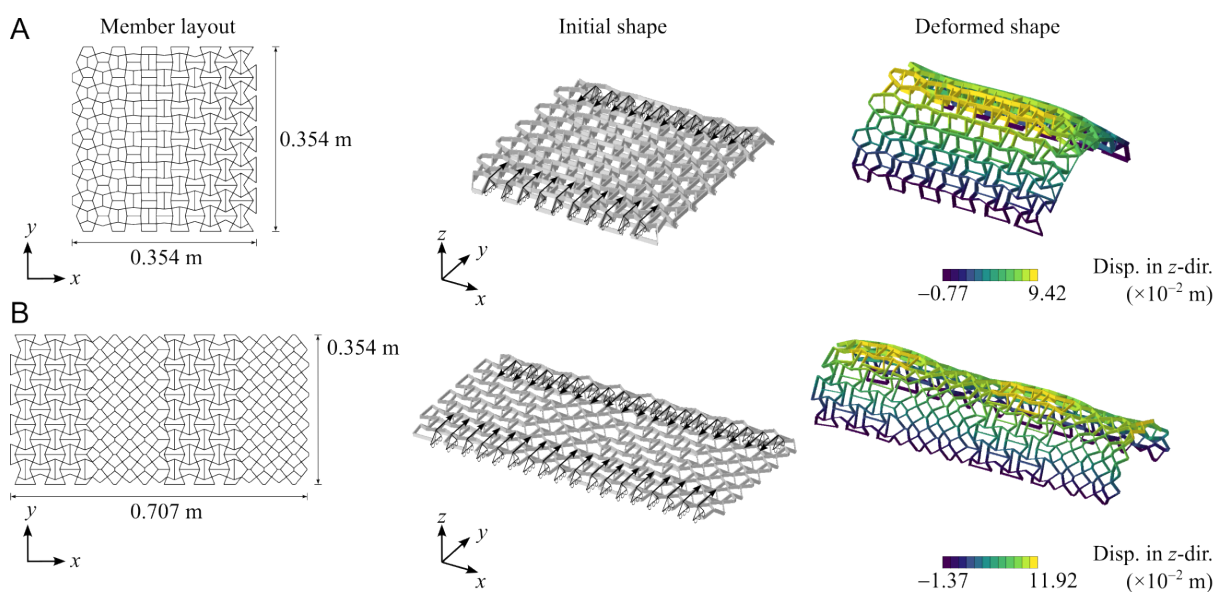 A
Member layout
Initial shape
Deformed shape
0.354 m
0.354 m
y
x
z
y
x
Disp. in z-dir.
(×10⁻² m)
−0.77
9.42
B
0.354 m
0.707 m
y
x
z
y
x
Disp. in z-dir.
(×10⁻² m)
−1.37
11.92